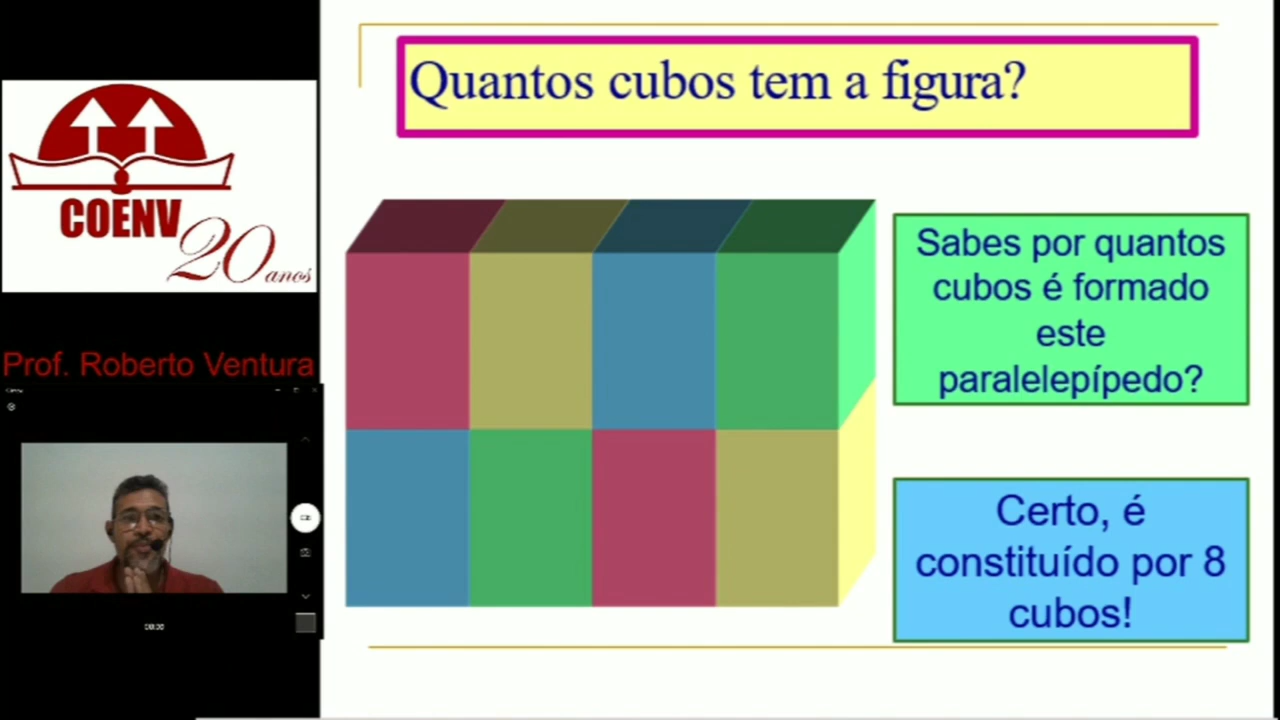 COENV
20 anos
Prof. Roberto Ventura
Quantos cubos tem a figura?
Sabes por quantos
cubos é formado
este
paralelepípedo?
Certo, é
constituído por 8
cubos!